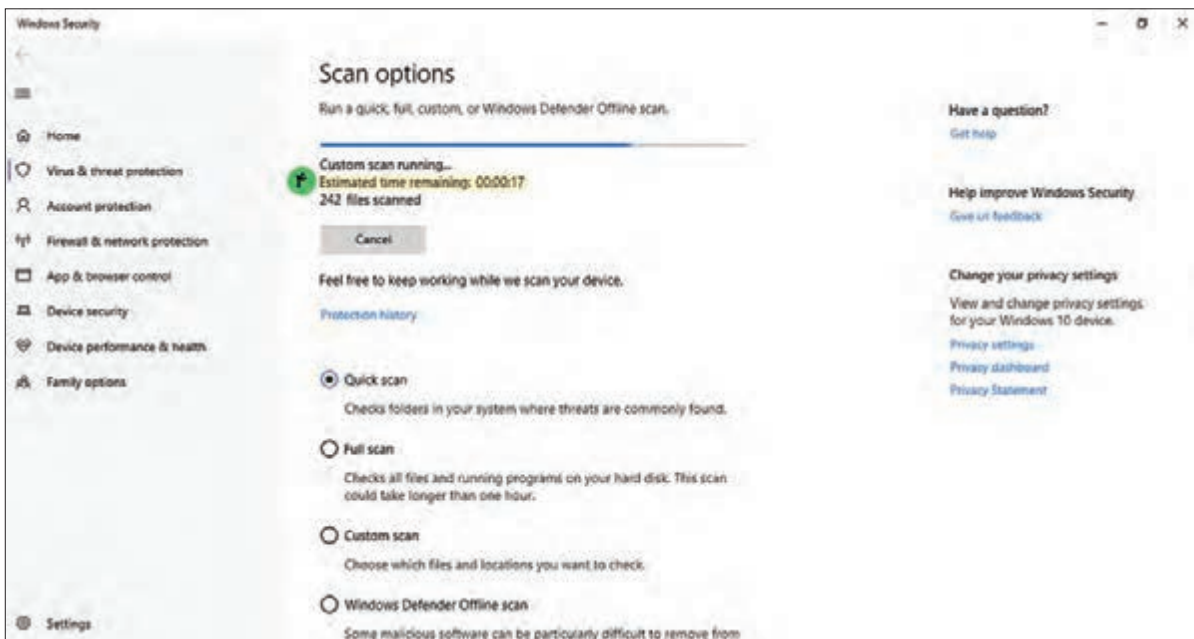 Windows Security
Home
Virus & threat protection
Account protection
Firewall & network protection
App & browser control
Device security
Device performance & health
Family options
Settings
Scan options
Run a quick, full, custom, or Windows Defender Offline scan.
Custom scan running...
Estimated time remaining: 00:00:17
242 files scanned
Cancel
Feel free to keep working while we scan your device.
Protection history
Quick scan
Checks folders in your system where threats are commonly found.
Full scan
Checks all files and running programs on your hard disk. This scan
could take longer than one hour.
Custom scan
Choose which files and locations you want to check.
Windows Defender Offline scan
Some malicious software can be particularly difficult to remove from
Have a question?
Get help
Help improve Windows Security
Give us feedback
Change your privacy settings
View and change privacy settings
for your Windows 10 device.
Privacy settings
Privacy dashboard
Privacy Statement